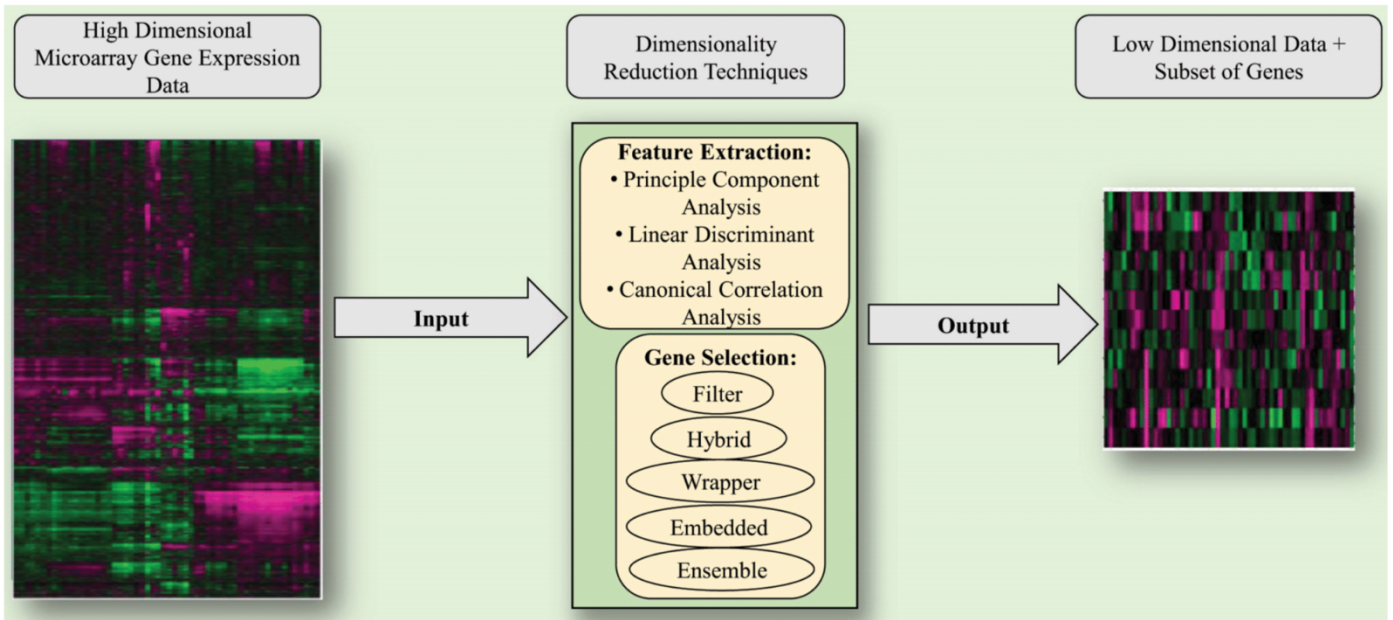 High Dimensional
Microarray Gene Expression
Data
Dimensionality
Reduction Techniques
Low Dimensional Data +
Subset of Genes
Input
Feature Extraction:
• Principle Component
Analysis
• Linear Discriminant
Analysis
• Canonical Correlation
Analysis
Gene Selection:
Filter
Hybrid
Wrapper
Embedded
Ensemble
Output